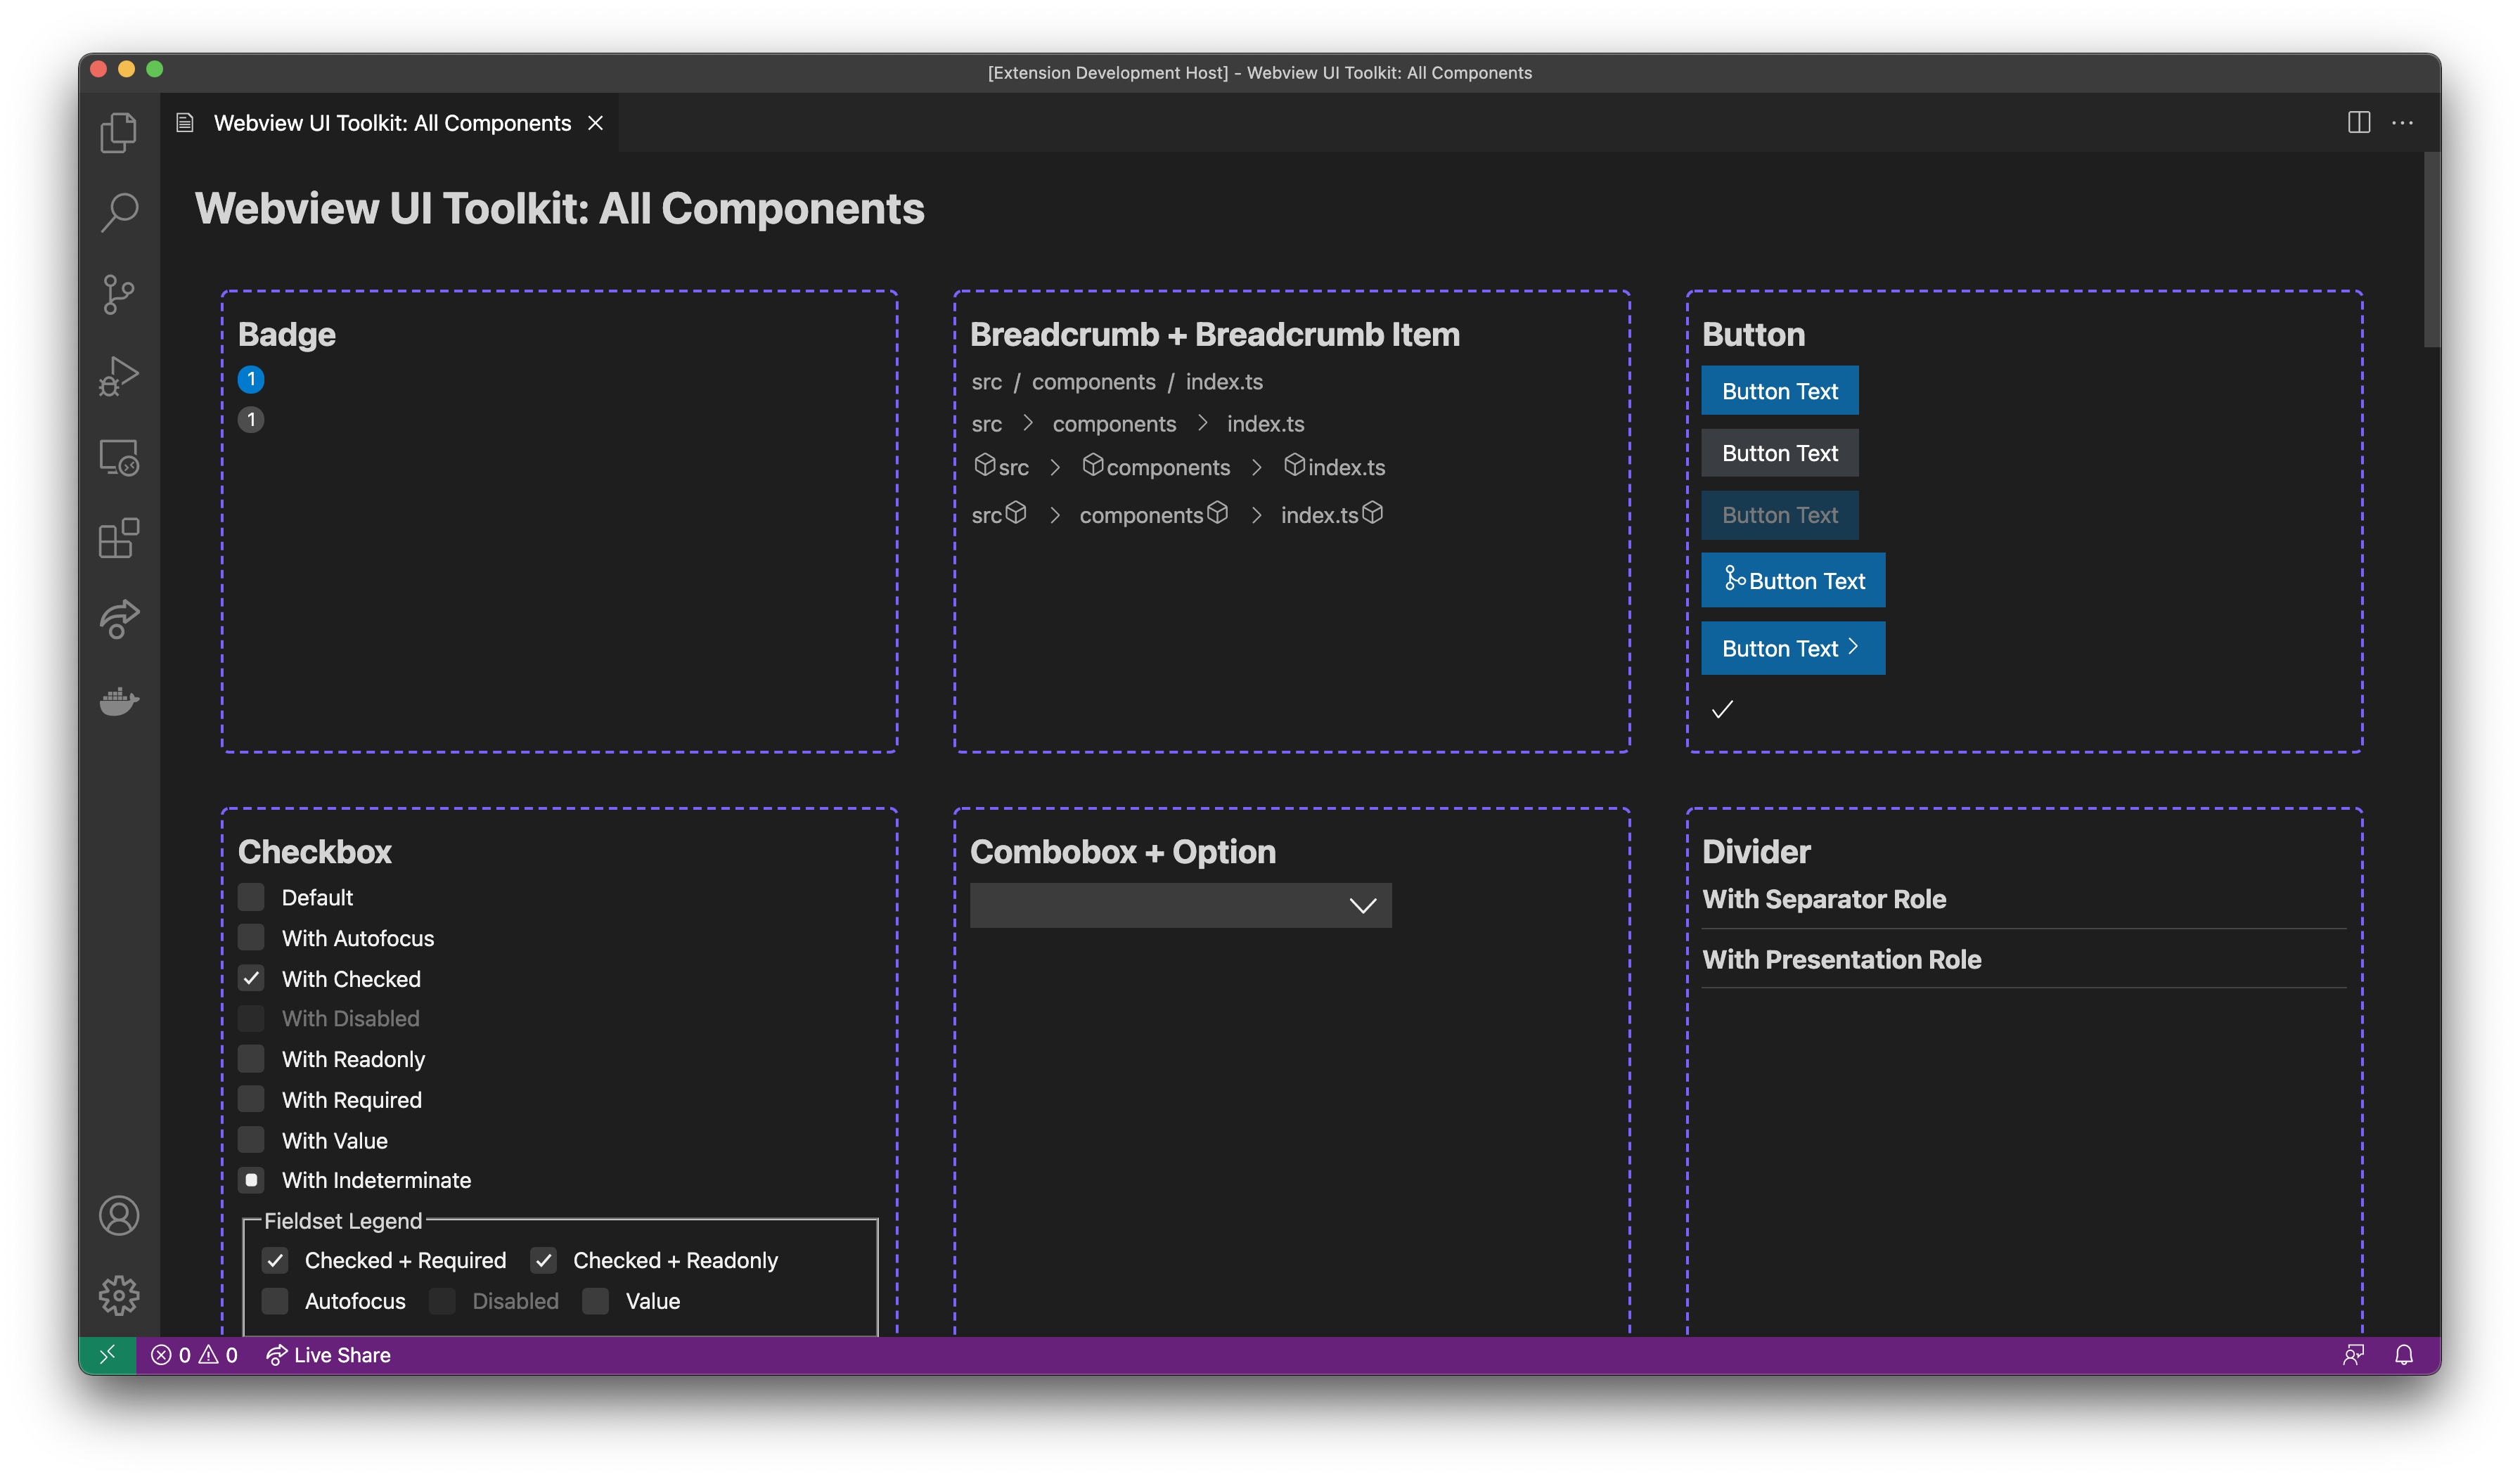 [Extension Development Host] - Webview UI Toolkit: All Components
Webview UI Toolkit: All Components
Webview UI Toolkit: All Components
Badge
1
1
Breadcrumb + Breadcrumb Item
src / components / index.ts
src > components > index.ts
src > components > index.ts
src > components > index.ts
Button
Button Text
Button Text
Button Text
Button Text
Button Text
Checkbox
Default
With Autofocus
With Checked
With Disabled
With Readonly
With Required
With Value
With Indeterminate
Fieldset Legend
Checked + Required Checked + Readonly
Autofocus Disabled Value
Combobox + Option
Divider
With Separator Role
With Presentation Role
0 0 Live Share